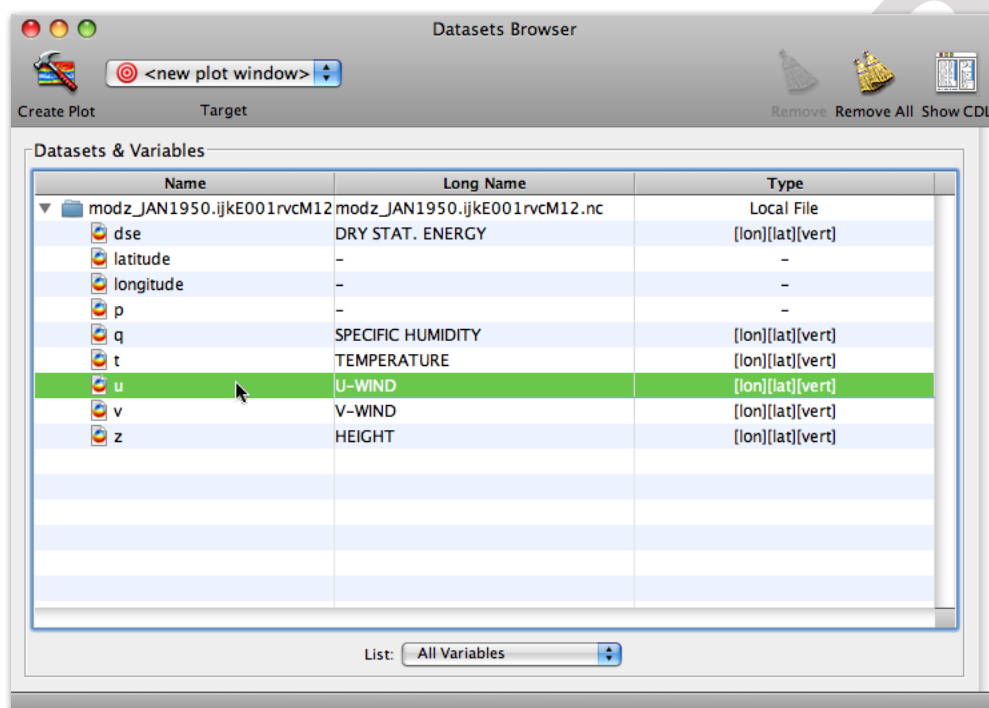 Datasets Browser
<new plot window>
Create Plot Target Remove Remove All Show CDL
Datasets & Variables
Name Long Name Type
modz_JAN1950.ijkE001rvcM12 modz_JAN1950.ijkE001rvcM12.nc Local File
dse DRY STAT. ENERGY [lon][lat][vert]
latitude –
–
longitude –
–
p –
–
q SPECIFIC HUMIDITY [lon][lat][vert]
t TEMPERATURE [lon][lat][vert]
u U-WIND [lon][lat][vert]
v V-WIND [lon][lat][vert]
z HEIGHT [lon][lat][vert]
List: All Variables